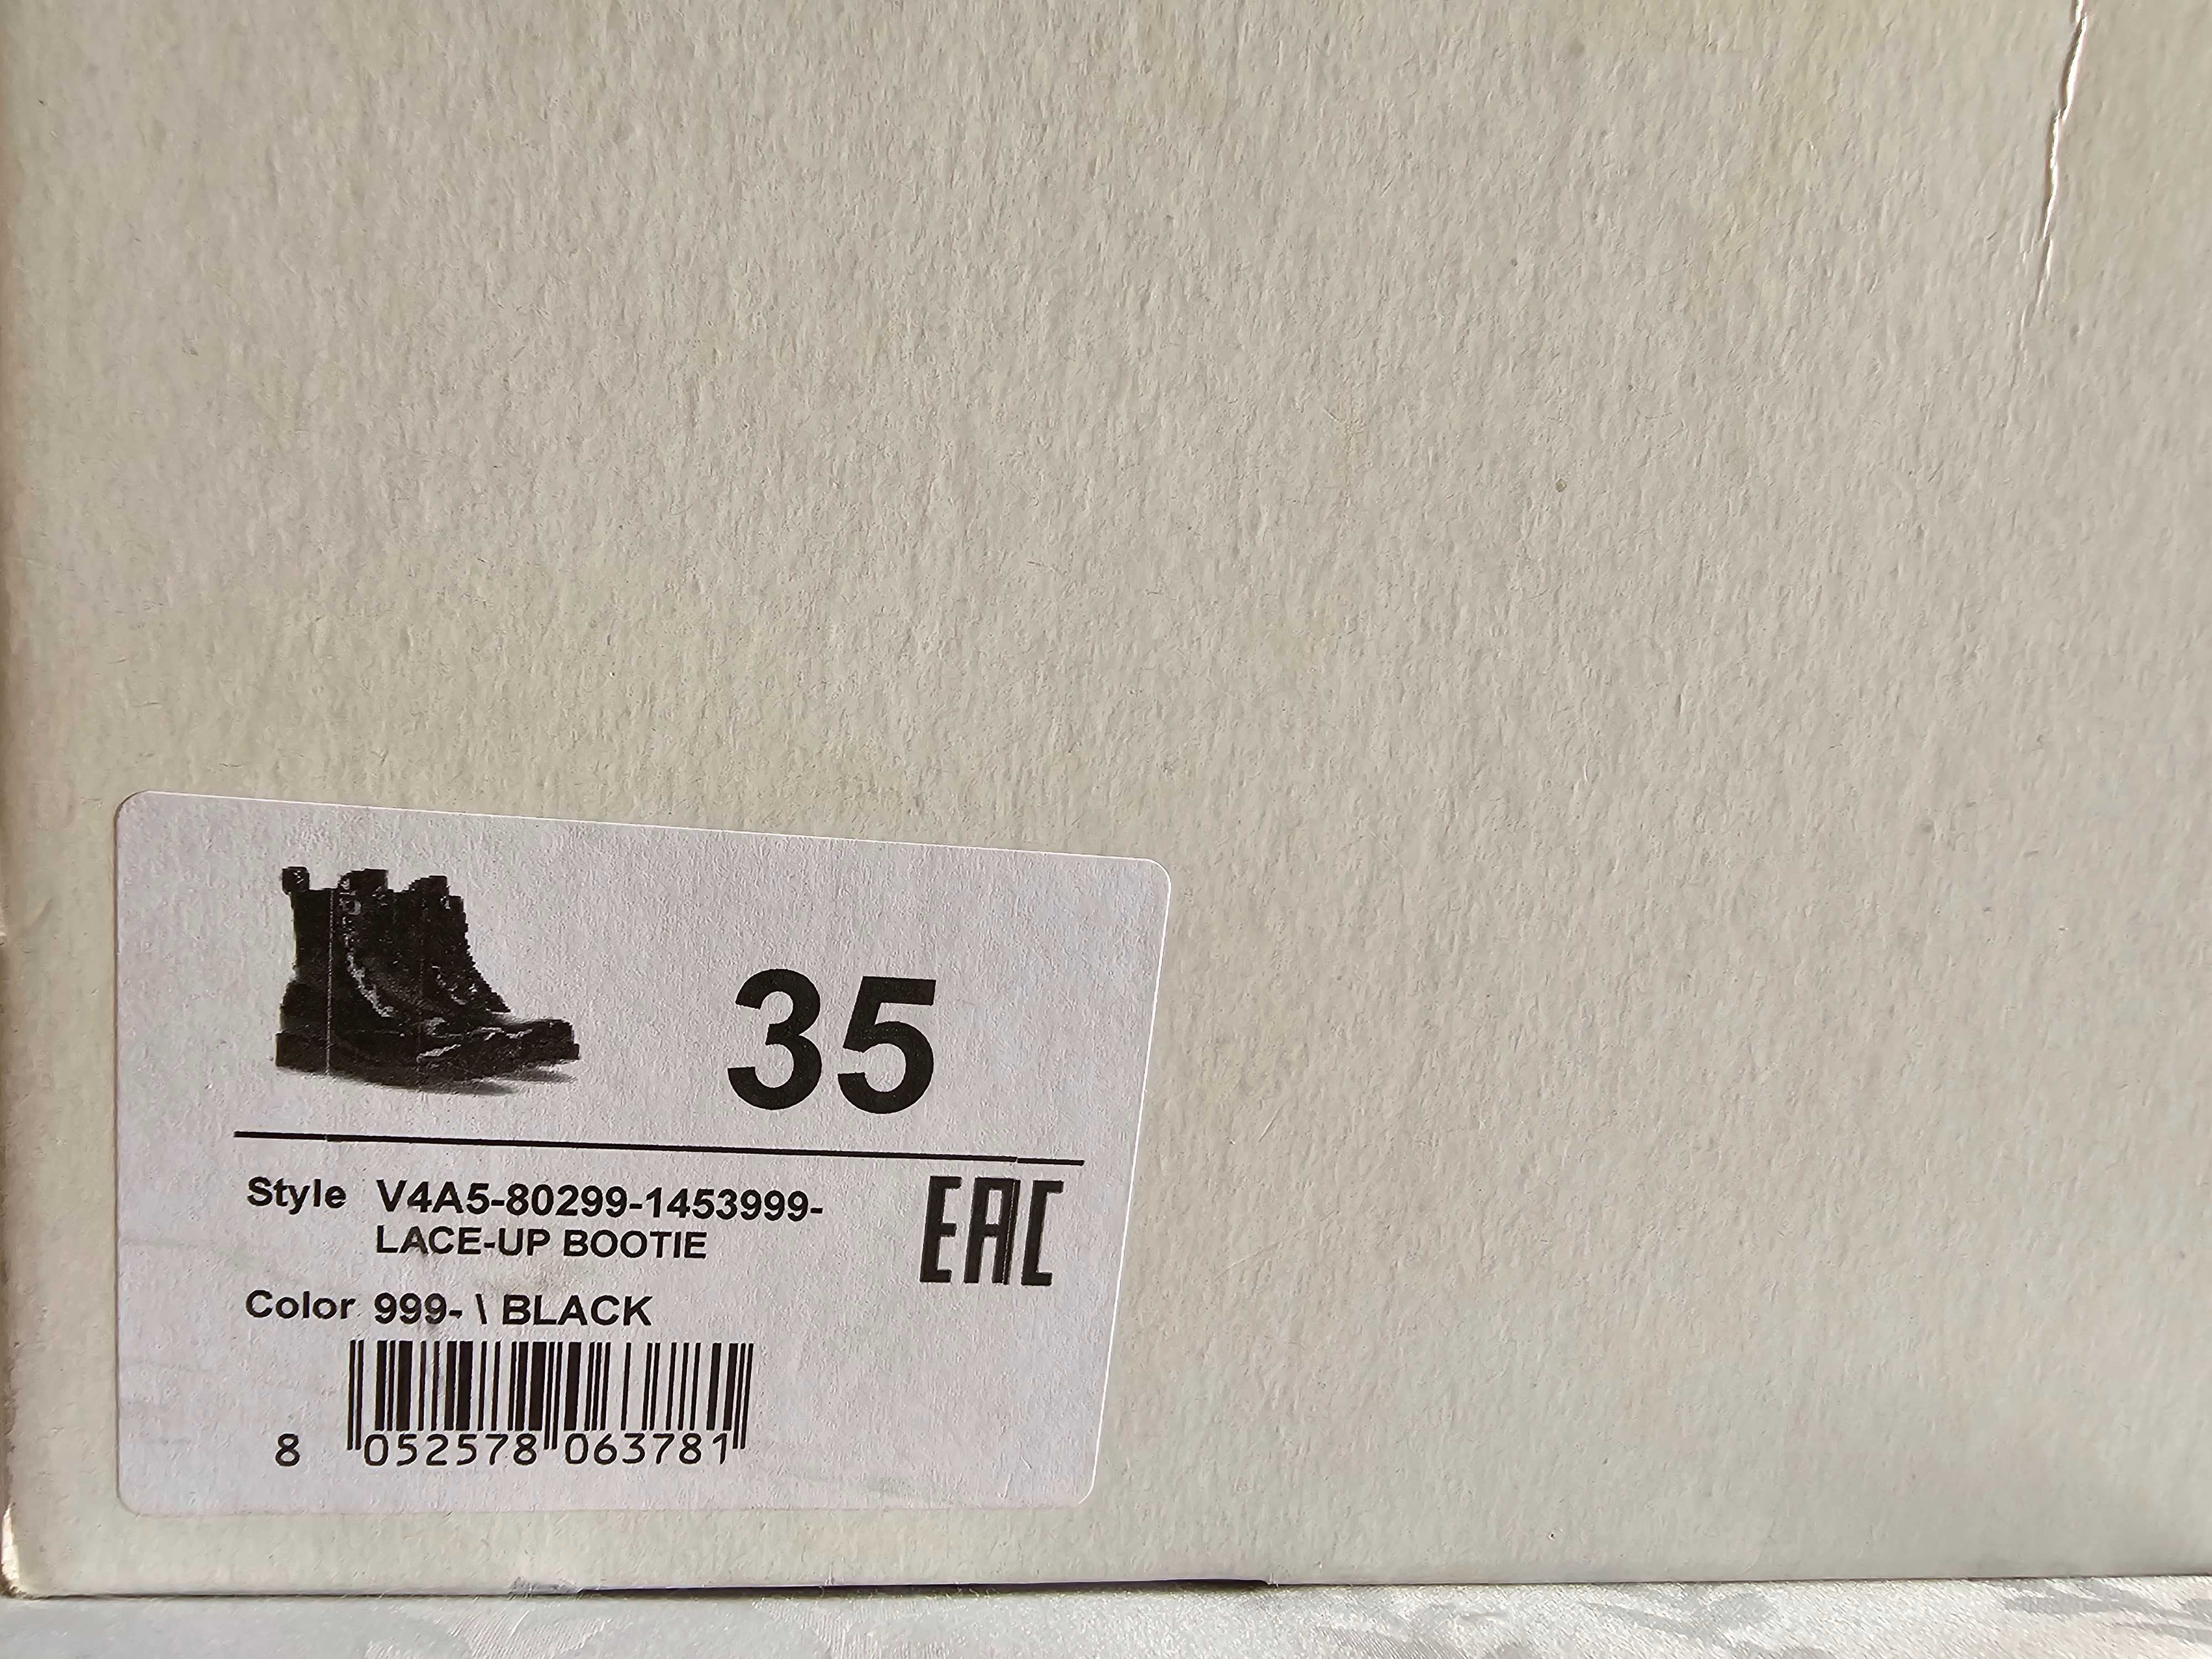 35
Style V4A5-80299-1453999-
LACE-UP BOOTIE
EAC
Color 999- \ BLACK
8 052578 063781